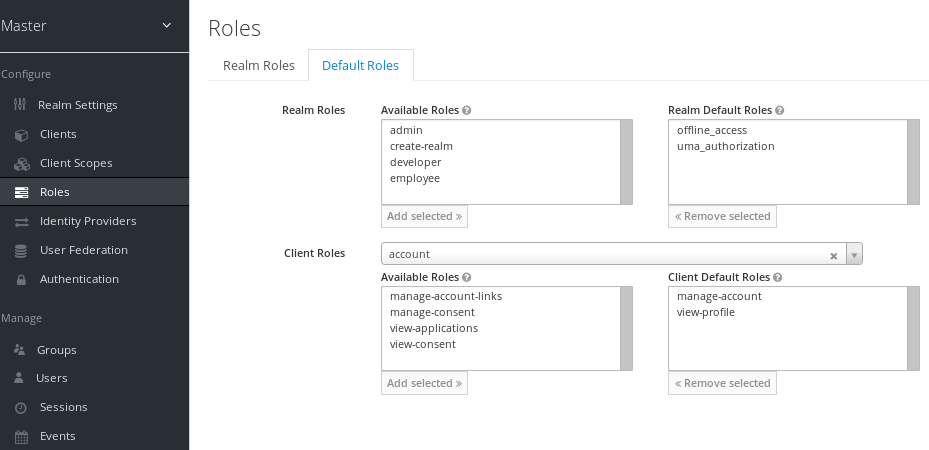 Master
Configure
Realm Settings
Clients
Client Scopes
Roles
Identity Providers
User Federation
Authentication
Manage
Groups
Users
Sessions
Events
Roles
Realm Roles
Default Roles
Realm Roles
Available Roles
admin
create-realm
developer
employee
Add selected »
Realm Default Roles
offline_access
uma_authorization
« Remove selected
Client Roles
account
Available Roles
manage-account-links
manage-consent
view-applications
view-consent
Add selected »
Client Default Roles
manage-account
view-profile
« Remove selected